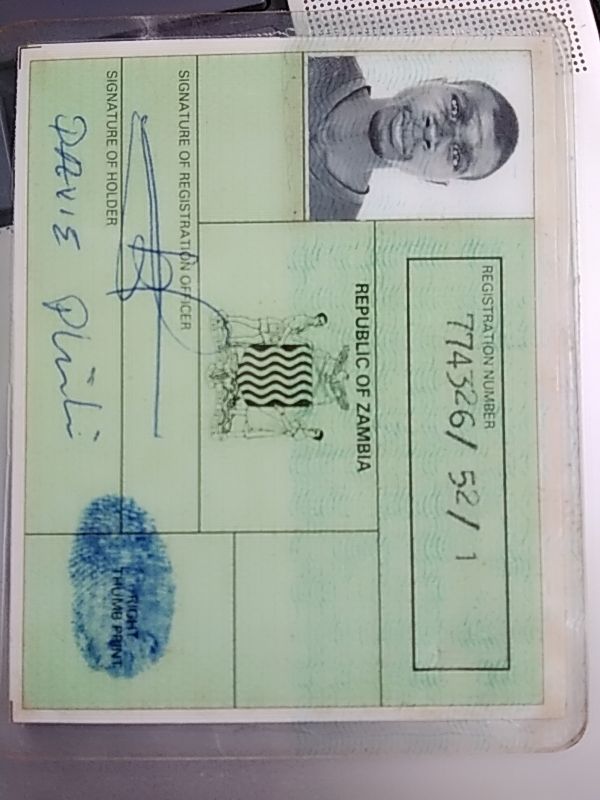 REGISTRATION NUMBER
774326/52/1
REPUBLIC OF ZAMBIA
SIGNATURE OF REGISTRATION OFFICER
SIGNATURE OF HOLDER
DAVIE Phiri
RIGHT
THUMB PRINT